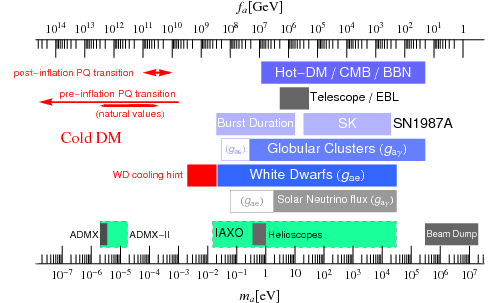 f_a[GeV]
10^14 10^13 10^12 10^11 10^10 10^9 10^8 10^7 10^6 10^5 10^4 10^3 10^2 10 1
post-inflation PQ transition
Hot-DM / CMB / BBN
pre-inflation PQ transition
Telescope / EBL
(natural values)
Burst Duration SK SN1987A
Cold DM
(g_ae) Globular Clusters (g_aγ)
WD cooling hint White Dwarfs (g_ae)
(g_ae) Solar Neutrino flux (g_aγ)
ADMX ADMX-II IAXO Helioscopes Beam Dump
10^-7 10^-6 10^-5 10^-4 10^-3 10^-2 10^-1 1 10 10^2 10^3 10^4 10^5 10^6 10^7
m_a[eV]